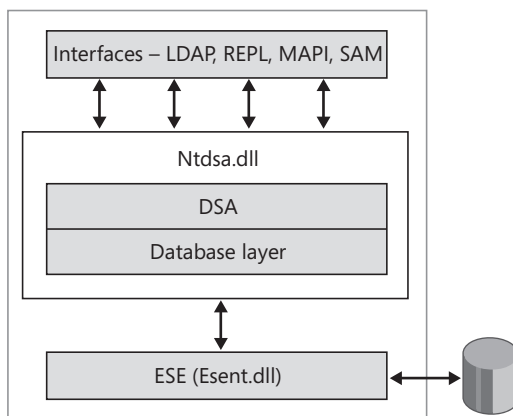 Interfaces – LDAP, REPL, MAPI, SAM
Ntdsa.dll
DSA
Database layer
ESE (Esent.dll)